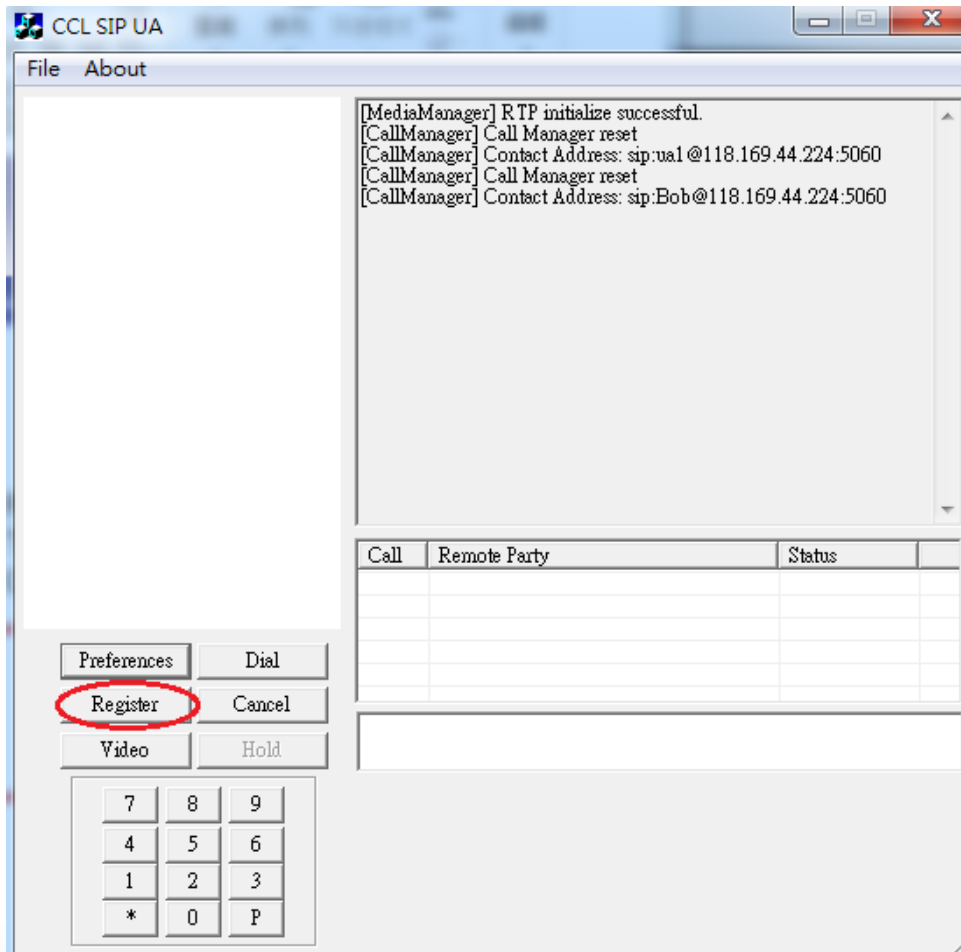 CCL SIP UA
File About
[MediaManager] RTP initialize successful.
[CallManager] Call Manager reset
[CallManager] Contact Address: sip:ua1@118.169.44.224:5060
[CallManager] Call Manager reset
[CallManager] Contact Address: sip:Bob@118.169.44.224:5060
Call Remote Party Status
Preferences Dial
Register Cancel
Video Hold
7 8 9
4 5 6
1 2 3
* 0 P